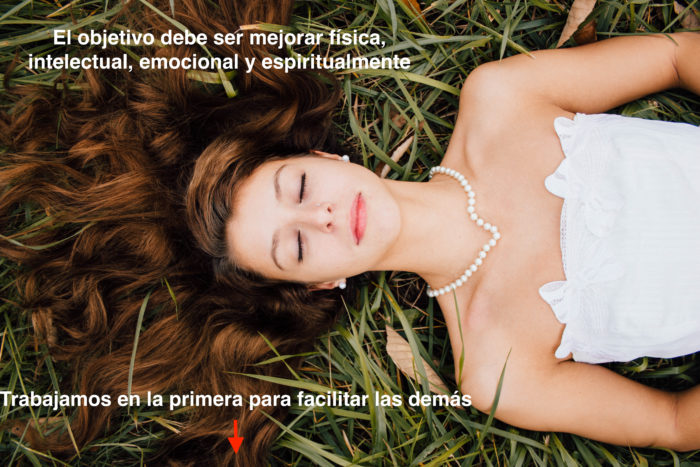 El objetivo debe ser mejorar física,
intelectual, emocional y espiritualmente
Trabajamos en la primera para facilitar las demás